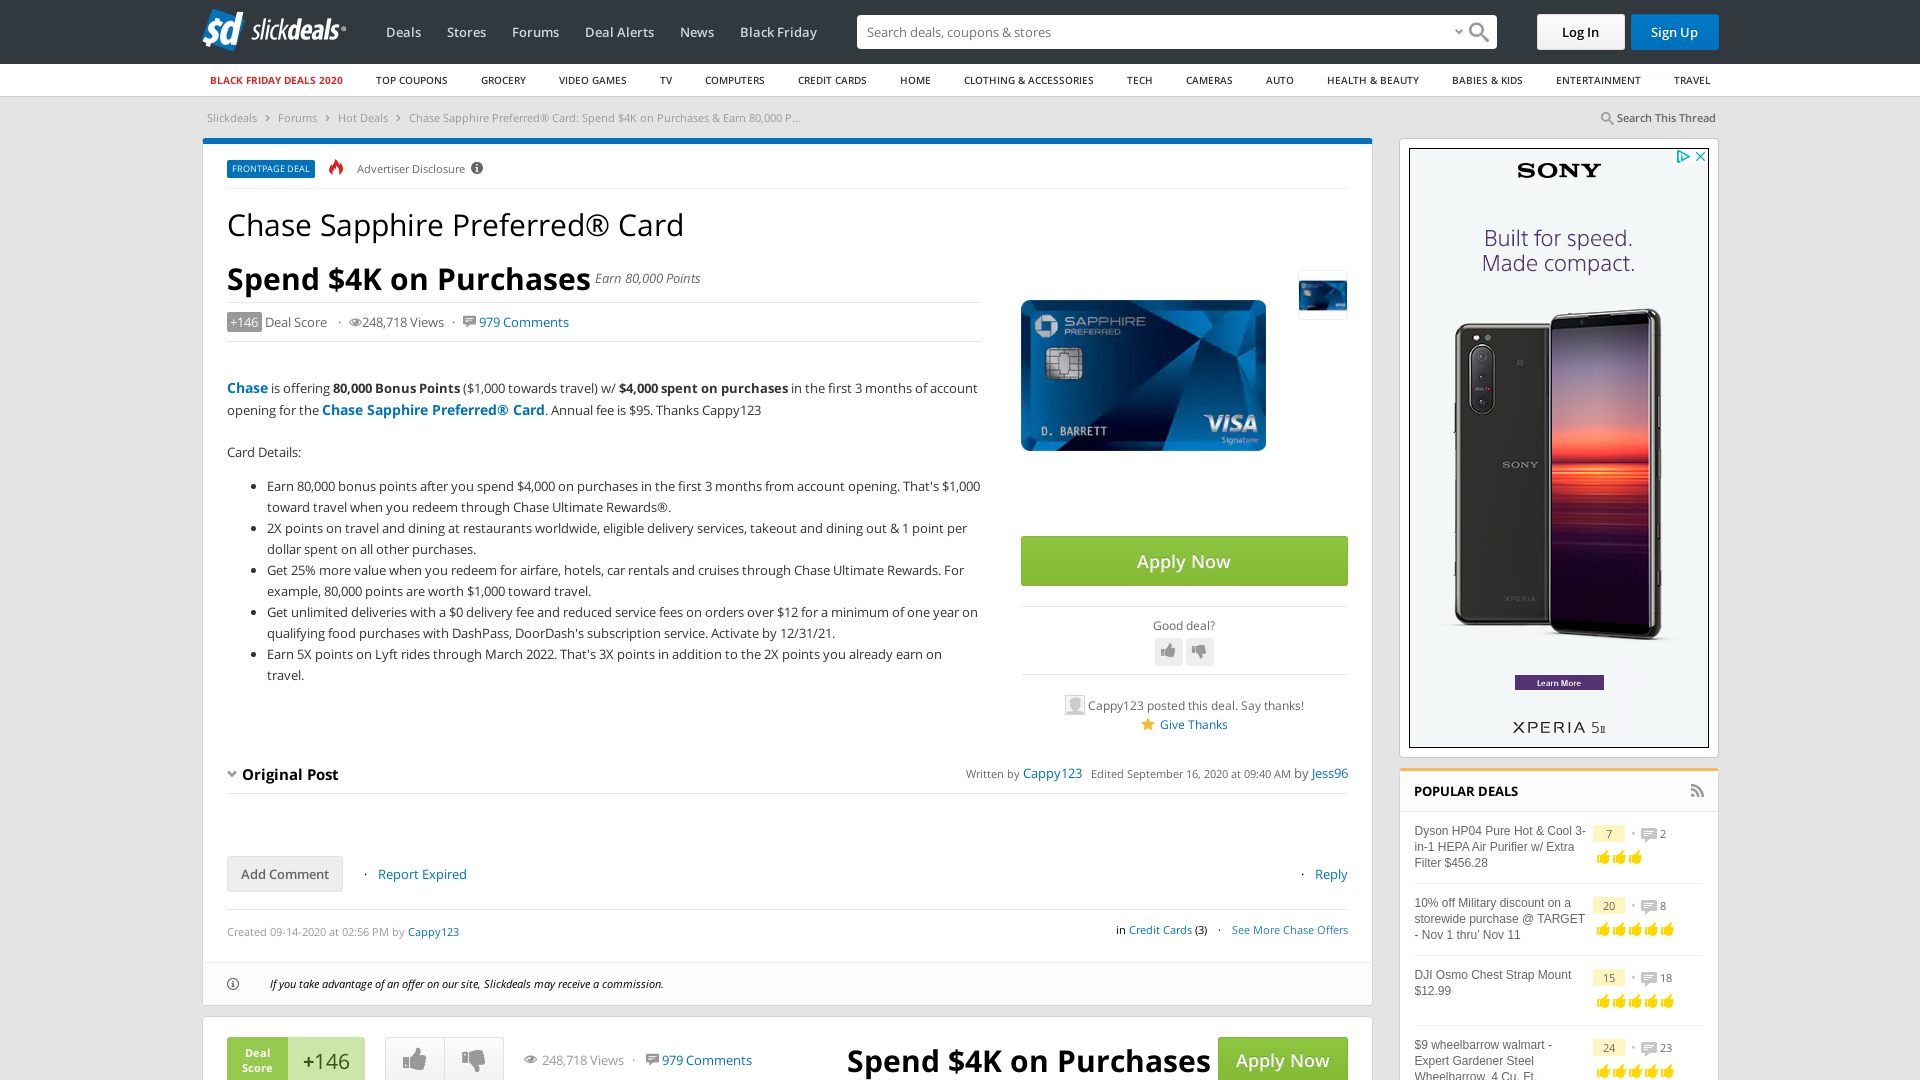 $d slickdeals®
Deals Stores Forums Deal Alerts News Black Friday
Search deals, coupons & stores
Log In Sign Up
BLACK FRIDAY DEALS 2020 TOP COUPONS GROCERY VIDEO GAMES TV COMPUTERS CREDIT CARDS HOME CLOTHING & ACCESSORIES TECH CAMERAS AUTO HEALTH & BEAUTY BABIES & KIDS ENTERTAINMENT TRAVEL
Slickdeals › Forums › Hot Deals › Chase Sapphire Preferred® Card: Spend $4K on Purchases & Earn 80,000 P...
Search This Thread
FRONTPAGE DEAL Advertiser Disclosure
Chase Sapphire Preferred® Card
Spend $4K on Purchases Earn 80,000 Points
+146 Deal Score · 248,718 Views · 979 Comments
Chase is offering 80,000 Bonus Points ($1,000 towards travel) w/ $4,000 spent on purchases in the first 3 months of account
opening for the Chase Sapphire Preferred® Card. Annual fee is $95. Thanks Cappy123
Card Details:
• Earn 80,000 bonus points after you spend $4,000 on purchases in the first 3 months from account opening. That's $1,000
toward travel when you redeem through Chase Ultimate Rewards®.
• 2X points on travel and dining at restaurants worldwide, eligible delivery services, takeout and dining out & 1 point per
dollar spent on all other purchases.
• Get 25% more value when you redeem for airfare, hotels, car rentals and cruises through Chase Ultimate Rewards. For
example, 80,000 points are worth $1,000 toward travel.
• Get unlimited deliveries with a $0 delivery fee and reduced service fees on orders over $12 for a minimum of one year on
qualifying food purchases with DashPass, DoorDash's subscription service. Activate by 12/31/21.
• Earn 5X points on Lyft rides through March 2022. That's 3X points in addition to the 2X points you already earn on
travel.
SAPPHIRE
PREFERRED
D. BARRETT
VISA
Signature
Apply Now
Good deal?
Cappy123 posted this deal. Say thanks!
Give Thanks
Original Post
Written by Cappy123 Edited September 16, 2020 at 09:40 AM by Jess96
Add Comment · Report Expired
· Reply
Created 09-14-2020 at 02:56 PM by Cappy123
in Credit Cards (3) · See More Chase Offers
If you take advantage of an offer on our site, Slickdeals may receive a commission.
Deal
Score
+146
248,718 Views · 979 Comments
Spend $4K on Purchases
Apply Now
SONY
Built for speed.
Made compact.
SONY
XPERIA
Learn More
XPERIA 5II
POPULAR DEALS
Dyson HP04 Pure Hot & Cool 3-
in-1 HEPA Air Purifier w/ Extra
Filter $456.28
7 • 2
10% off Military discount on a
storewide purchase @ TARGET
- Nov 1 thru' Nov 11
20 • 8
DJI Osmo Chest Strap Mount
$12.99
15 • 18
$9 wheelbarrow walmart -
Expert Gardener Steel
Wheelbarrow, 4 Cu. Ft.
24 • 23